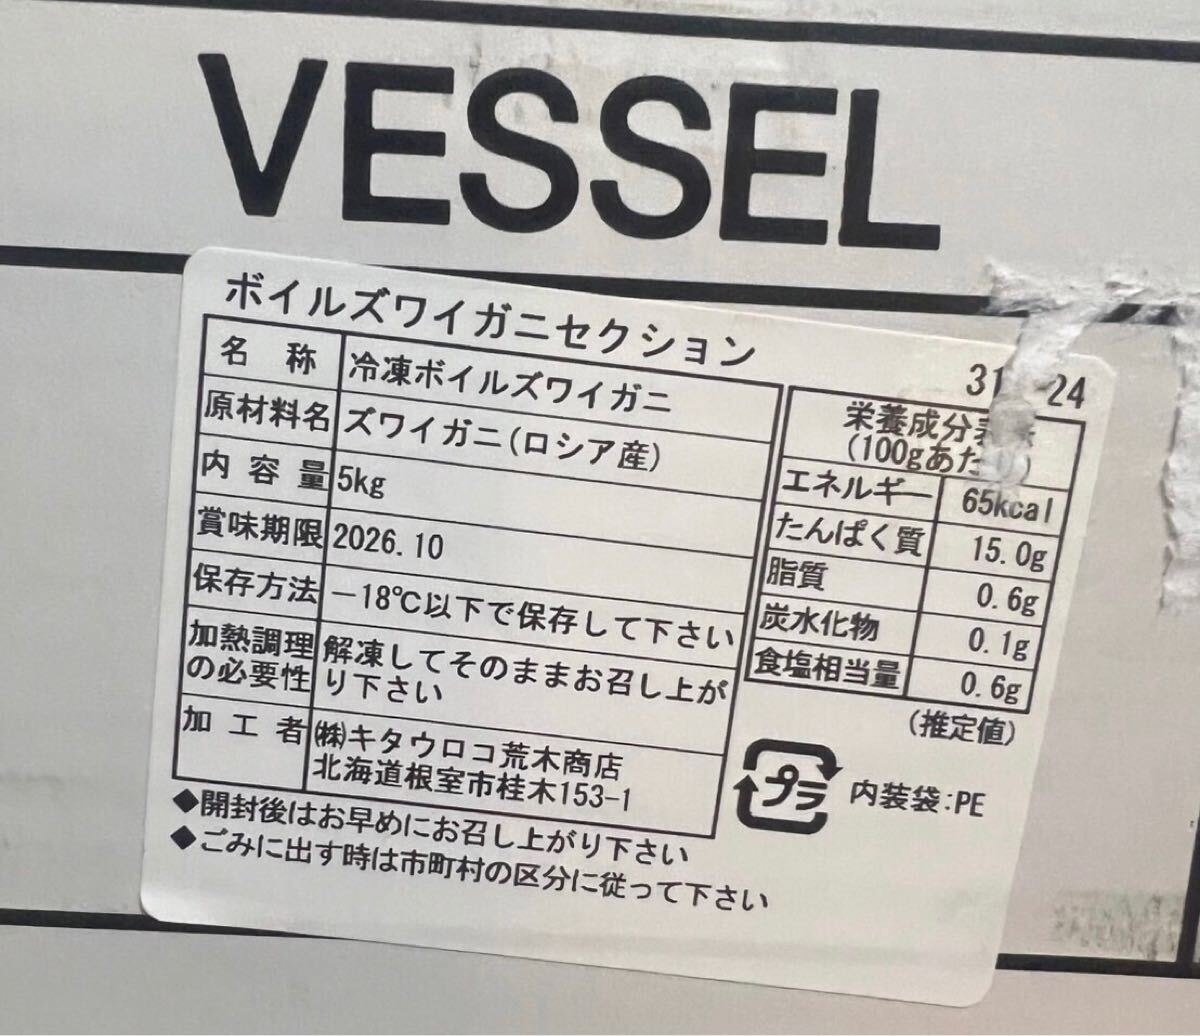 VESSEL
ボイルズワイガニセクション
31 24
名称 冷凍ボイルズワイガニ
原材料名 ズワイガニ(ロシア産)
内容量 5kg
賞味期限 2026.10
保存方法 −18℃以下で保存して下さい
加熱調理の必要性 解凍してそのままお召し上がり下さい
加工者 ㈱キタウロコ荒木商店
北海道根室市桂木153-1
◆開封後はお早めにお召し上がり下さい
◆ごみに出す時は市町村の区分に従って下さい
栄養成分表
(100gあた)
エネルギー 65kcal
たんぱく質 15.0g
脂質 0.6g
炭水化物 0.1g
食塩相当量 0.6g
(推定値)
プラ 内装袋:PE